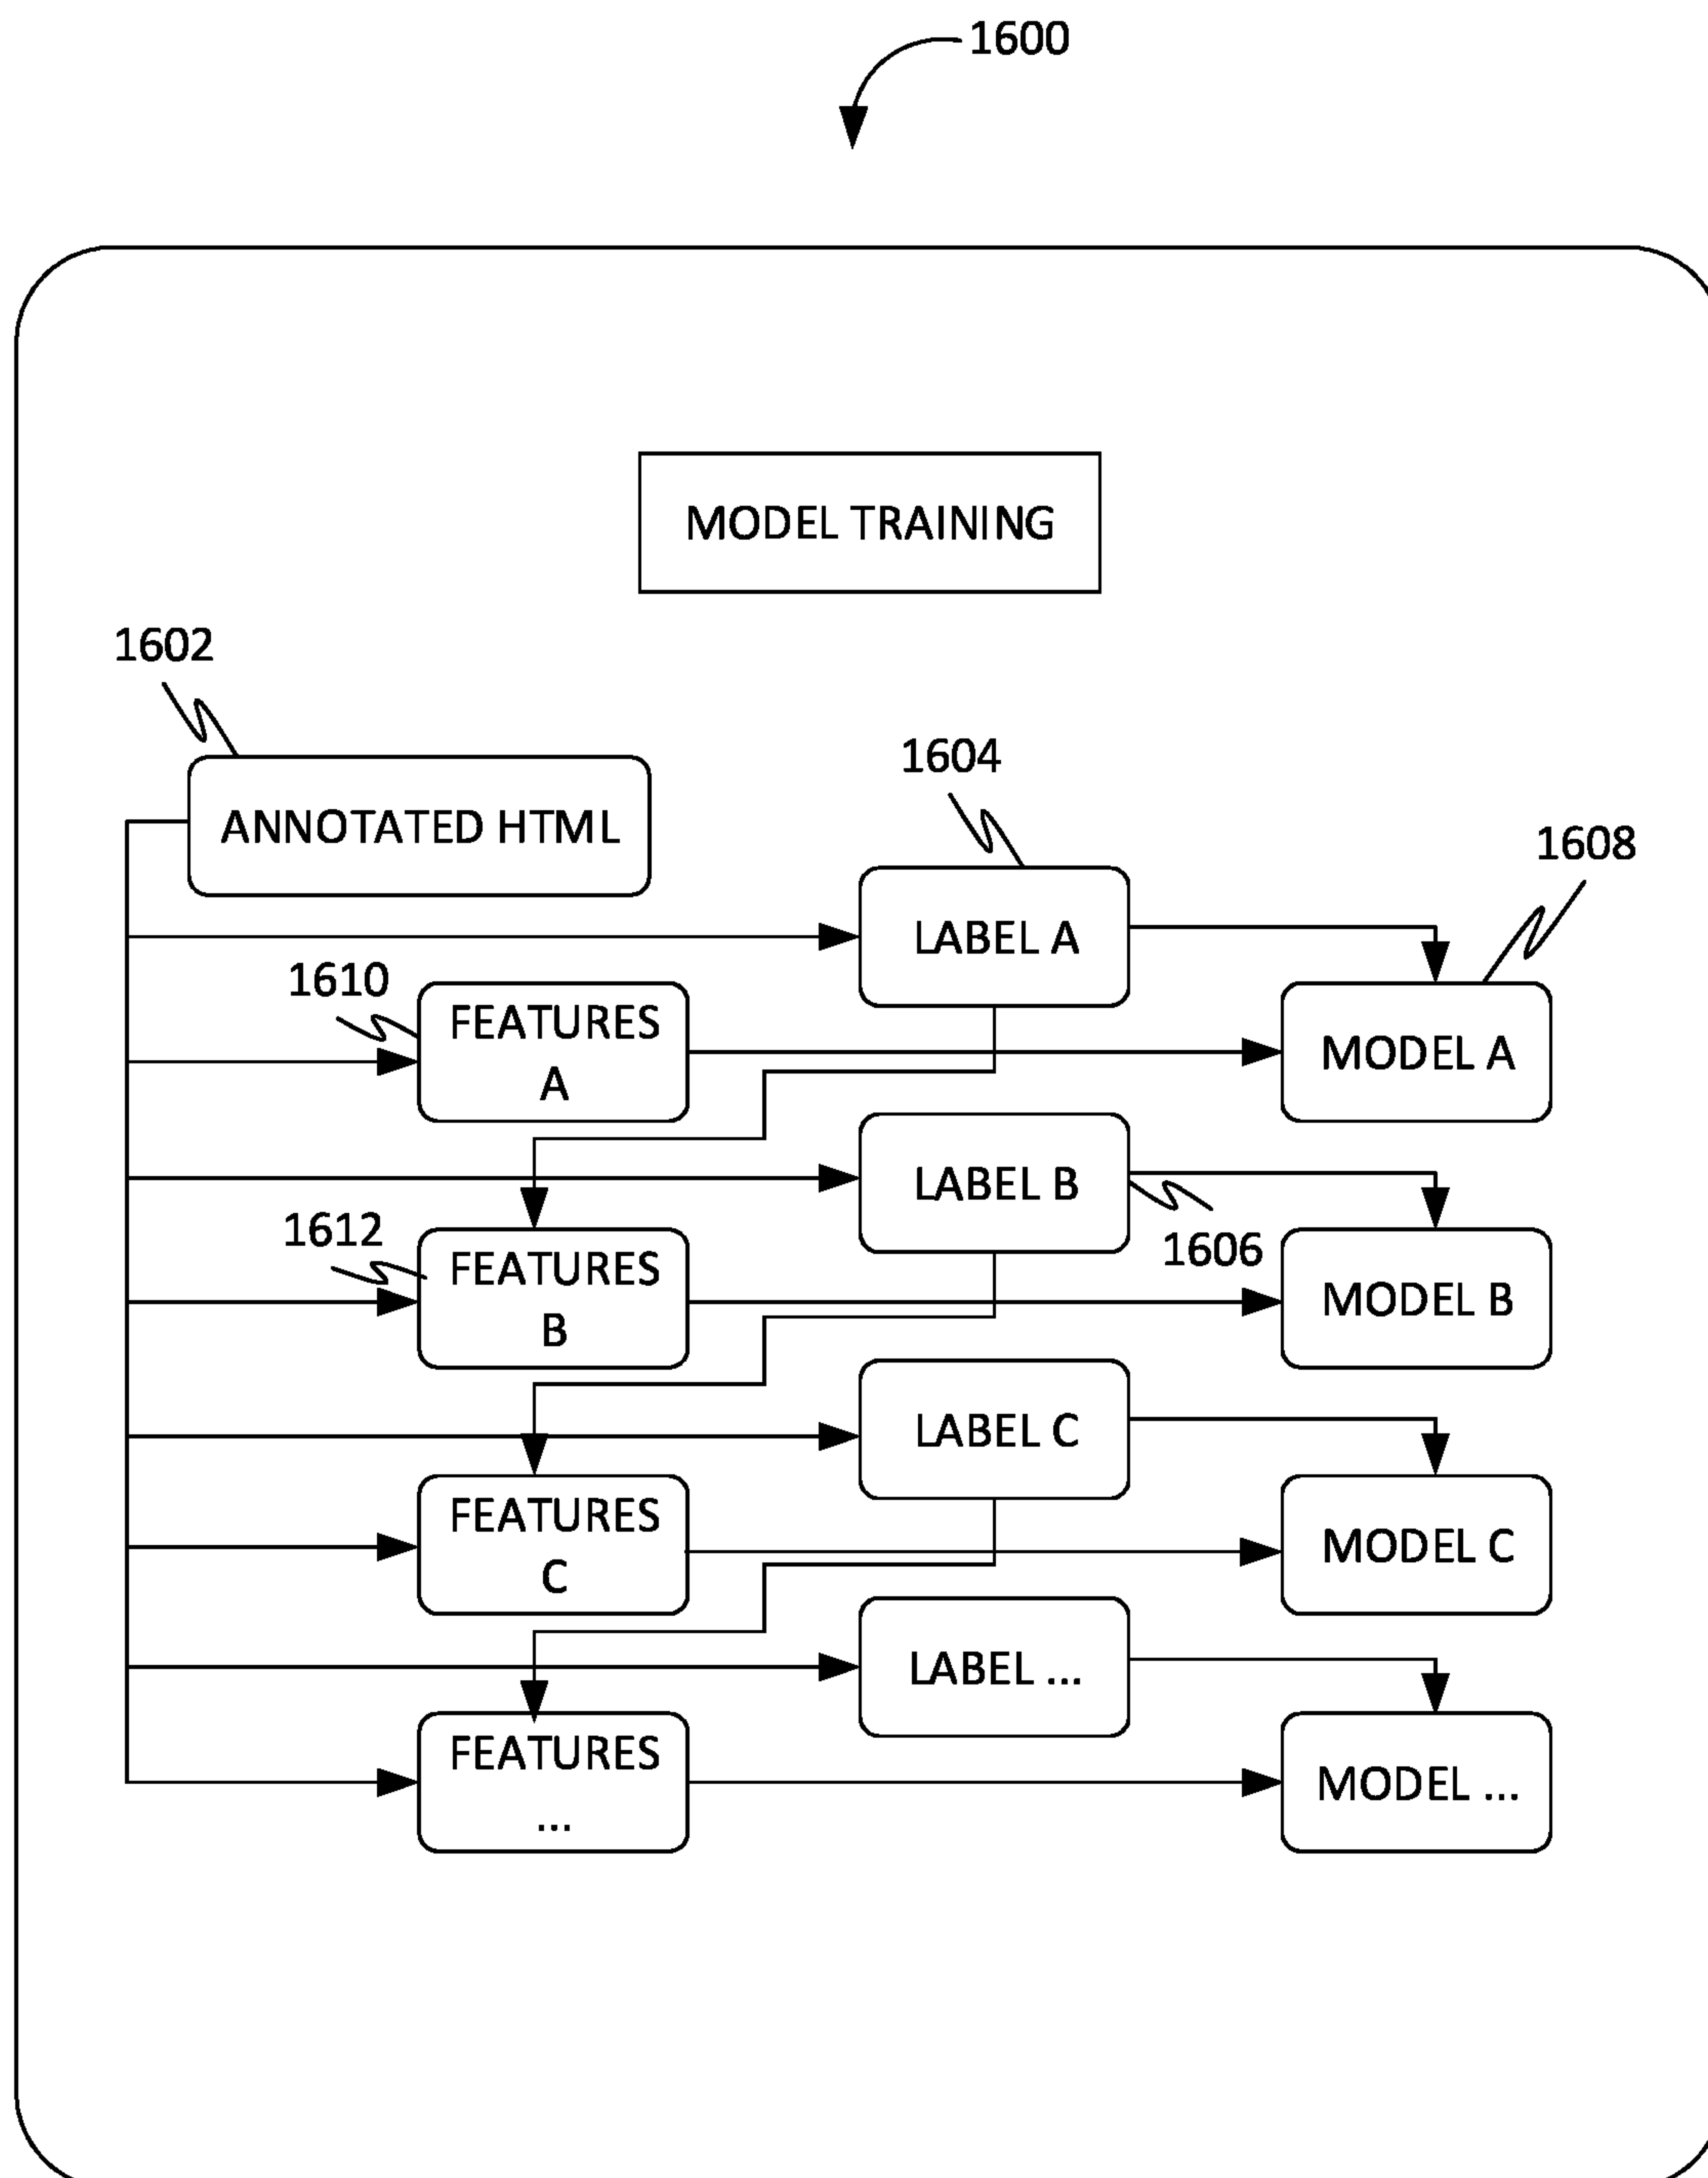 1600
MODEL TRAINING
1602
ANNOTATED HTML
1604
LABEL A
1608
1610
FEATURES
A
MODEL A
LABEL B
1606
1612
FEATURES
B
MODEL B
LABEL C
FEATURES
C
MODEL C
LABEL ...
FEATURES
...
MODEL ...